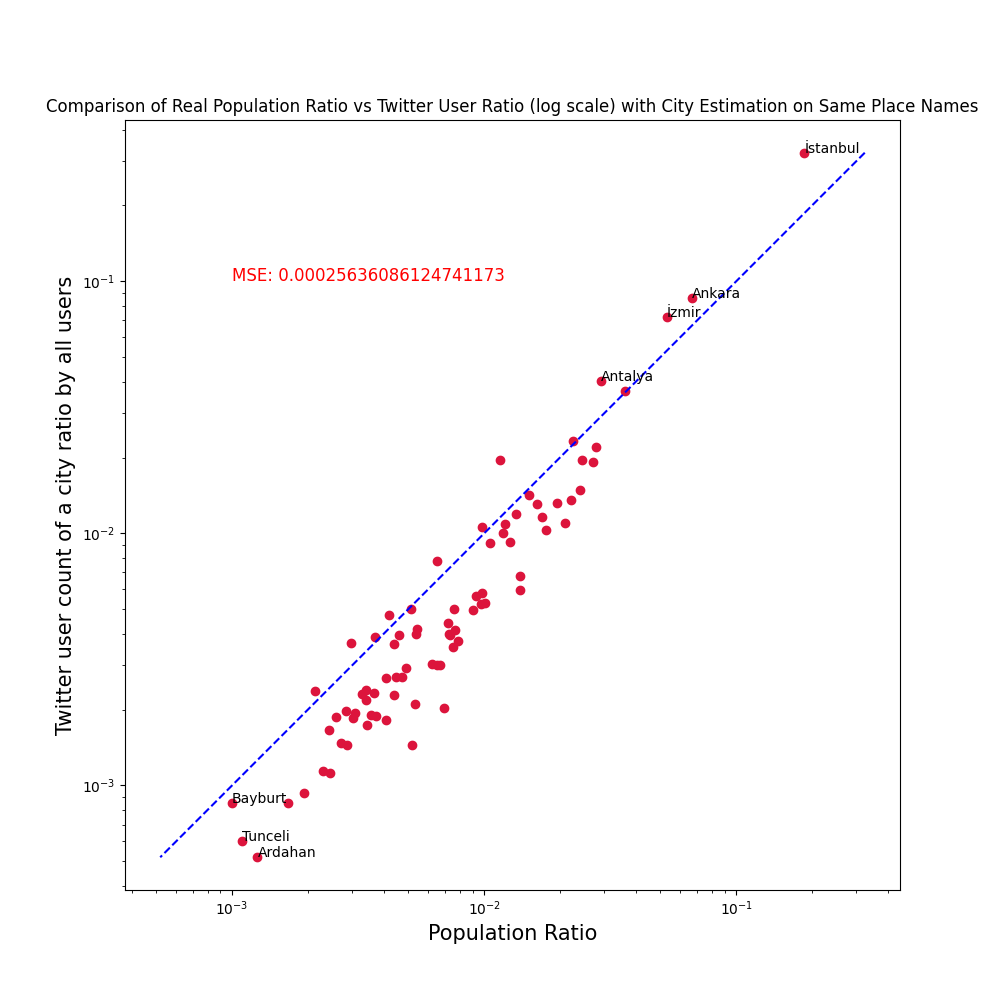 Comparison of Real Population Ratio vs Twitter User Ratio (log scale) with City Estimation on Same Place Names
İstanbul
MSE: 0.00025636086124741173
10⁻¹
Ankara
İzmir
Antalya
Twitter user count of a city ratio by all users
10⁻²
10⁻³
Bayburt
Tunceli
Ardahan
10⁻³ 10⁻² 10⁻¹
Population Ratio